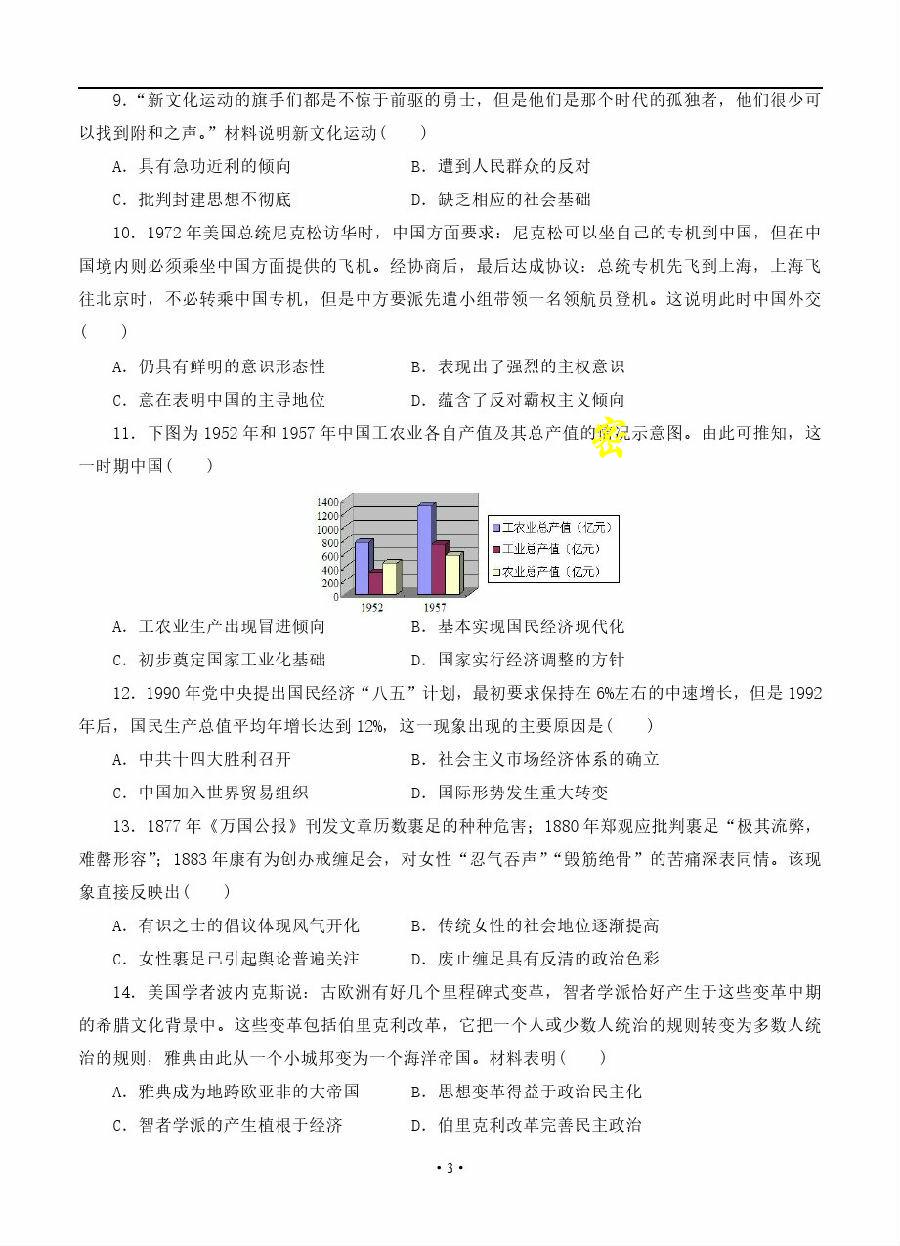 9．“新文化运动的旗手们都是不惊于前驱的勇士，但是他们是那个时代的孤独者，他们很少可
以找到附和之声。”材料说明新文化运动(　　)
A．具有急功近利的倾向　B．遭到人民群众的反对
C．批判封建思想不彻底　D．缺乏相应的社会基础
10．1972年美国总统尼克松访华时，中国方面要求：尼克松可以坐自己的专机到中国，但在中
国境内则必须乘坐中国方面提供的飞机。经协商后，最后达成协议：总统专机先飞到上海，上海飞
往北京时，不必转乘中国专机，但是中方要派先遣小组带领一名领航员登机。这说明此时中国外交
(　　)
A．仍具有鲜明的意识形态性　B．表现出了强烈的主权意识
C．意在表明中国的主导地位　D．蕴含了反对霸权主义倾向
11．下图为1952年和1957年中国工农业各自产值及其总产值的况示意图。由此可推知，这
密
一时期中国(　　)
1400
1200
1000
800
600
400
200
0
1952　1957
工农业总产值（亿元）
工业总产值（亿元）
农业总产值（亿元）
A．工农业生产出现冒进倾向　B．基本实现国民经济现代化
C．初步奠定国家工业化基础　D．国家实行经济调整的方针
12．1990年党中央提出国民经济“八五”计划，最初要求保持在6%左右的中速增长，但是1992
年后，国民生产总值平均年增长达到12%，这一现象出现的主要原因是(　　)
A．中共十四大胜利召开　B．社会主义市场经济体系的确立
C．中国加入世界贸易组织　D．国际形势发生重大转变
13．1877年《万国公报》刊发文章历数裹足的种种危害；1880年郑观应批判裹足“极其流弊，
难罄形容”；1883年康有为创办戒缠足会，对女性“忍气吞声”“毁筋绝骨”的苦痛深表同情。该现
象直接反映出(　　)
A．有识之士的倡议体现风气开化　B．传统女性的社会地位逐渐提高
C．女性裹足已引起舆论普遍关注　D．废止缠足具有反清的政治色彩
14．美国学者波内克斯说：古欧洲有好几个里程碑式变革，智者学派恰好产生于这些变革中期
的希腊文化背景中。这些变革包括伯里克利改革，它把一个人或少数人统治的规则转变为多数人统
治的规则，雅典由此从一个小城邦变为一个海洋帝国。材料表明(　　)
A．雅典成为地跨欧亚非的大帝国　B．思想变革得益于政治民主化
C．智者学派的产生植根于经济　D．伯里克利改革完善民主政治
·3·